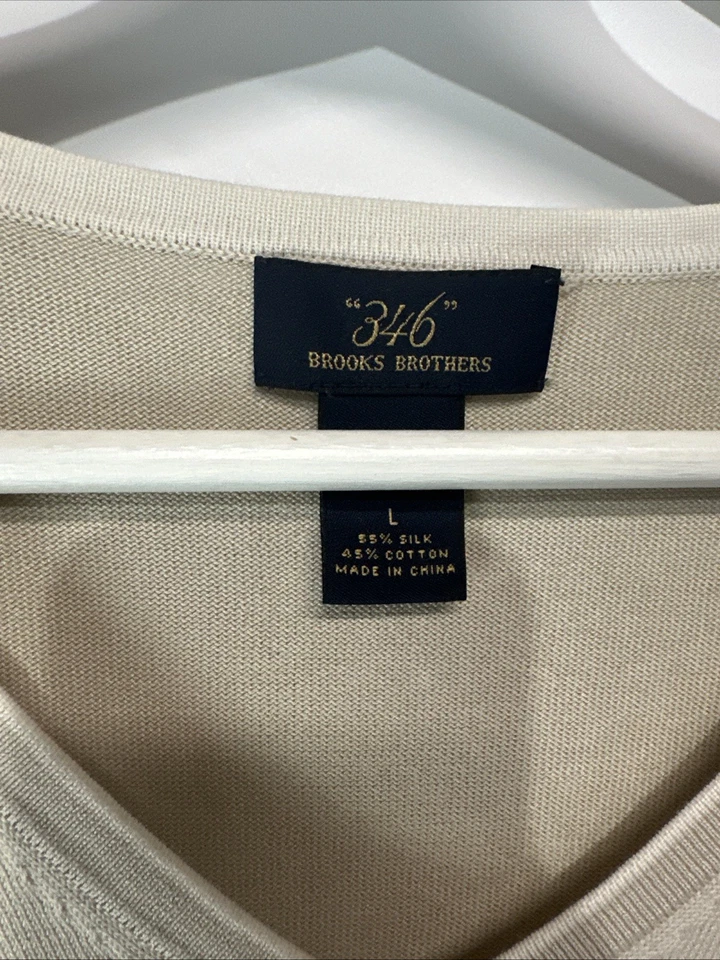 “346”
BROOKS BROTHERS
L
55% SILK
45% COTTON
MADE IN CHINA